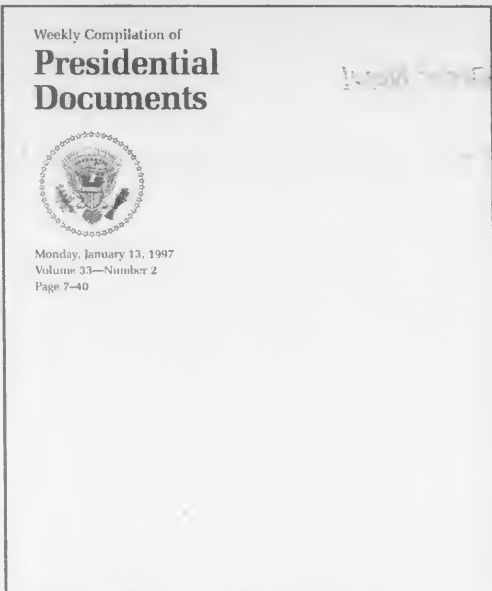 Weekly Compilation of
Presidential
Documents
Monday, January 13, 1997
Volume 33—Number 2
Page 7–40